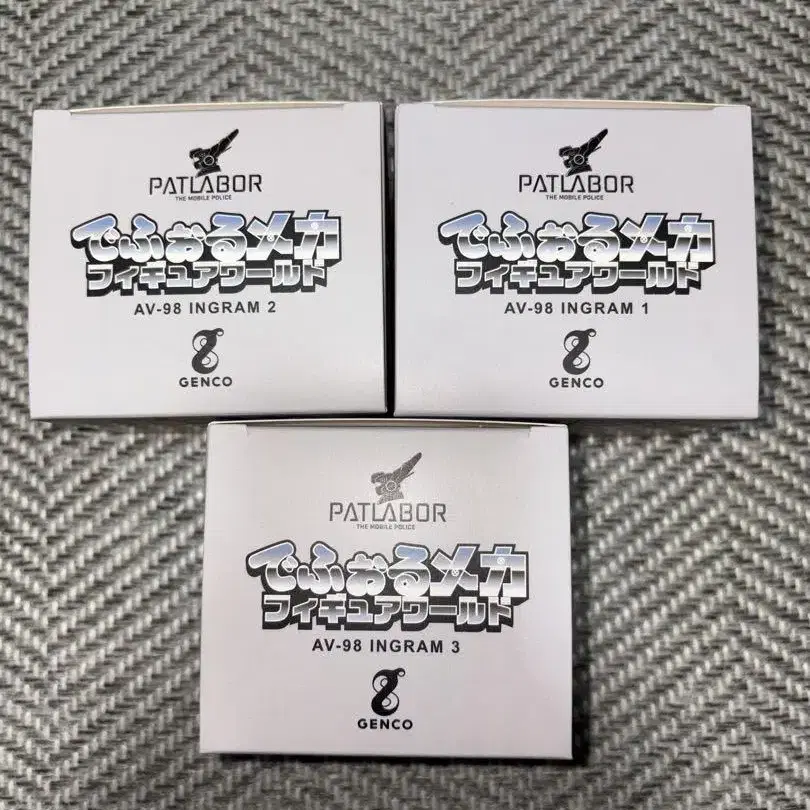 PATLABOR
THE MOBILE POLICE
でふぉるメカ
フィギュアワールド
AV-98 INGRAM 2
GENCO
PATLABOR
THE MOBILE POLICE
でふぉるメカ
フィギュアワールド
AV-98 INGRAM 1
GENCO
PATLABOR
THE MOBILE POLICE
でふぉるメカ
フィギュアワールド
AV-98 INGRAM 3
GENCO